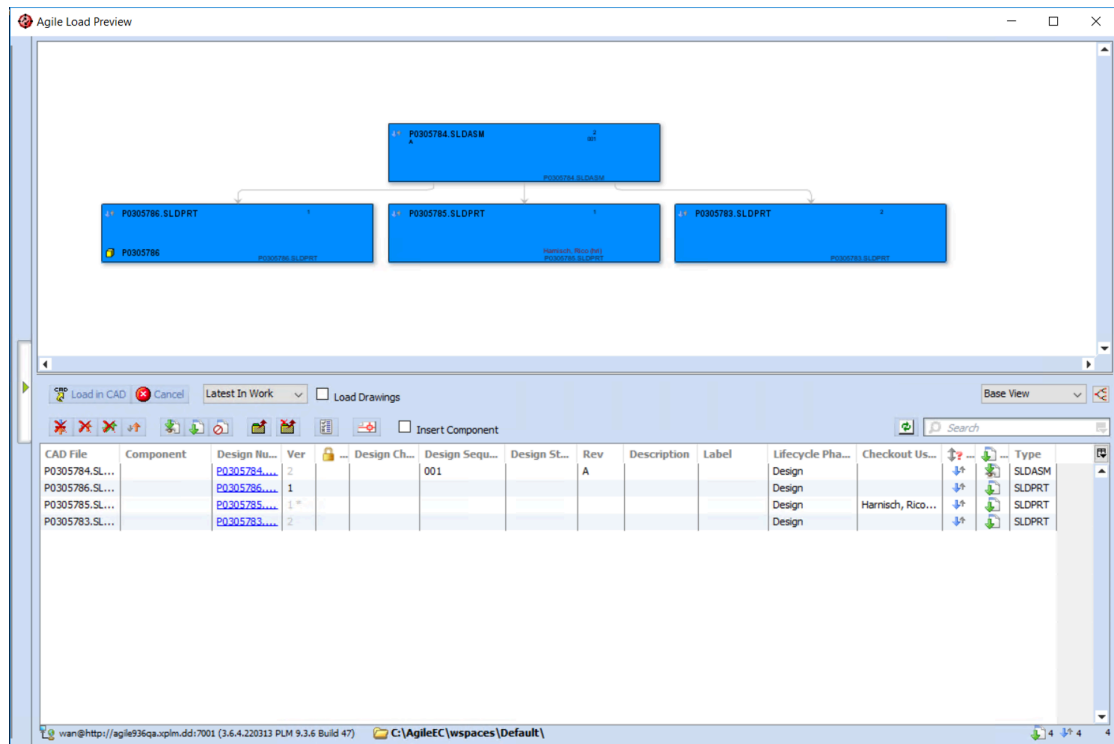 Agile Load Preview
P0305784.SLDASM 2
A 001
P0305784.SLDASM
P0305786.SLDPRT 1
P0305786
P0305786.SLDPRT
P0305785.SLDPRT 1
Harnisch, Rico (hri)
P0305785.SLDPRT
P0305783.SLDPRT 2
P0305783.SLDPRT
CAD Load in CAD Cancel Latest In Work Load Drawings Base View
Insert Component Search
CAD File Component Design Nu... Ver ... Design Ch... Design Sequ... Design St... Rev Description Label Lifecycle Pha... Checkout Us... ... ... Type
P0305784.SL... P0305784.... 2 001 A Design SLDASM
P0305786.SL... P0305786.... 1 Design SLDPRT
P0305785.SL... P0305785.... 1 * Design Harnisch, Rico... SLDPRT
P0305783.SL... P0305783.... 2 Design SLDPRT
wan@http://agile936qa.xplm.dd:7001 (3.6.4.220313 PLM 9.3.6 Build 47) C:\AgileEC\wspaces\Default\ 4 4 4